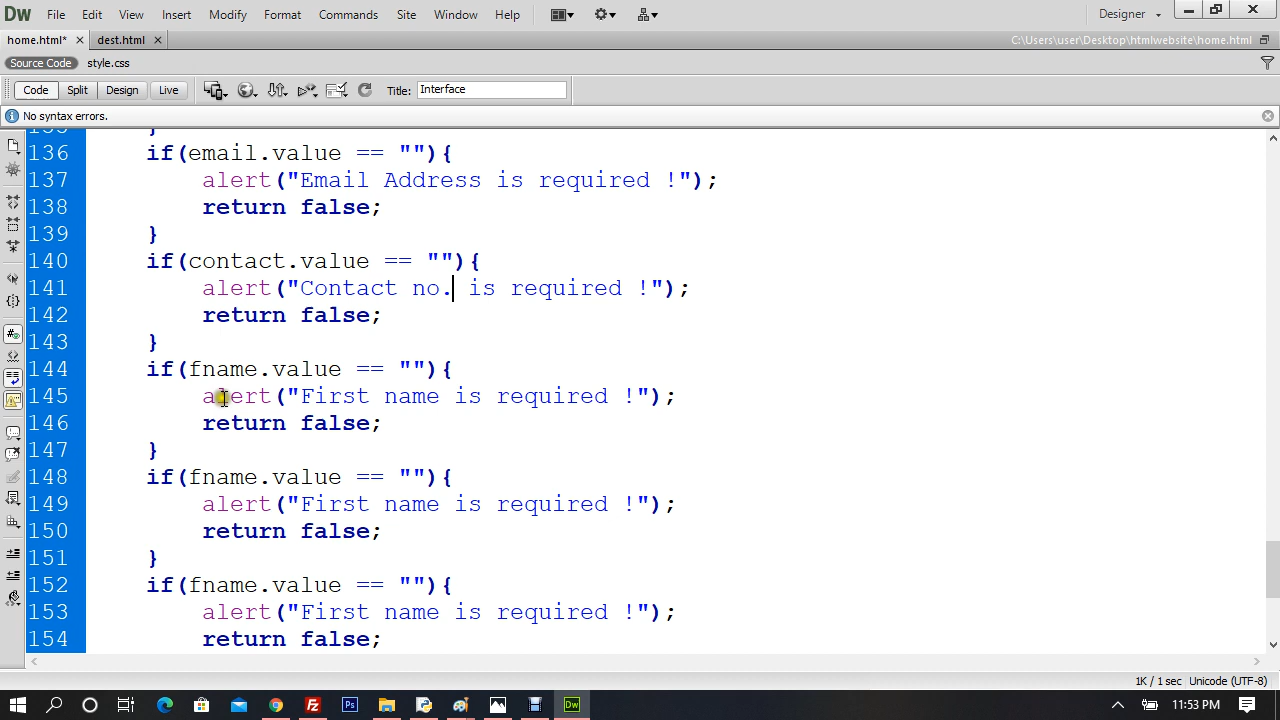 Dw File Edit View Insert Modify Format Commands Site Window Help Designer
home.html* × dest.html × C:\Users\user\Desktop\htmlwebsite\home.html
Source Code style.css
Code Split Design Live Title: Interface
No syntax errors.
136 if(email.value == ""){
137 alert("Email Address is required !");
138 return false;
139 }
140 if(contact.value == ""){
141 alert("Contact no. is required !");
142 return false;
143 }
144 if(fname.value == ""){
145 alert("First name is required !");
146 return false;
147 }
148 if(fname.value == ""){
149 alert("First name is required !");
150 return false;
151 }
152 if(fname.value == ""){
153 alert("First name is required !");
154 return false;
1K / 1 sec Unicode (UTF-8)
Fz Ps Dw 11:53 PM